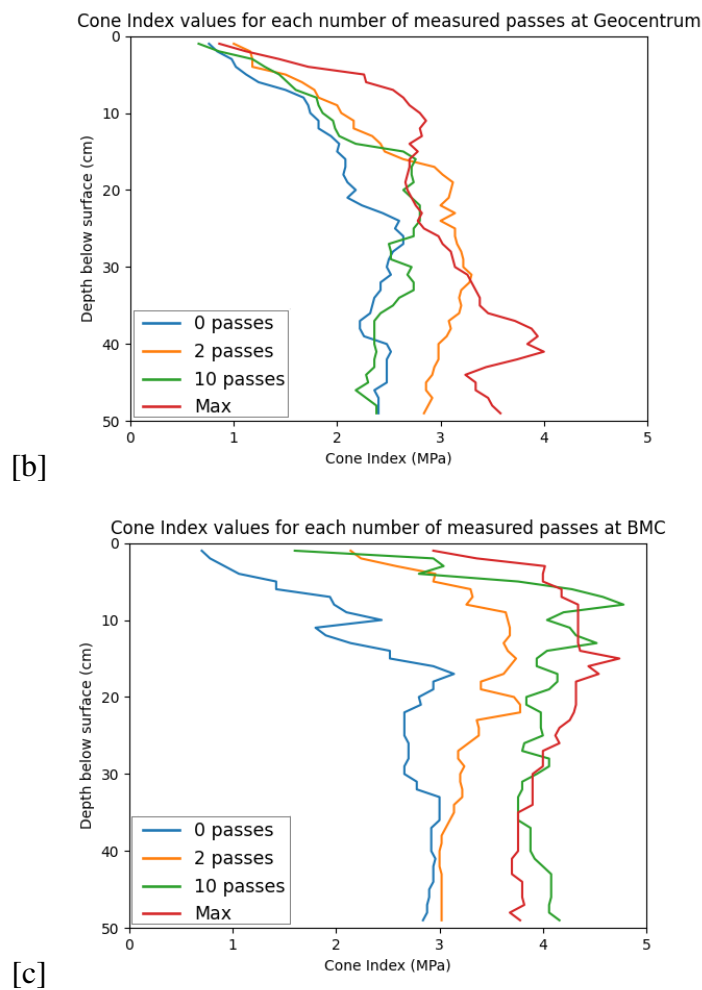 Cone Index values for each number of measured passes at Geocentrum
0
10
20
30
40
50
Depth below surface (cm)
0 passes
2 passes
10 passes
Max
0 1 2 3 4 5
Cone Index (MPa)
[b]
Cone Index values for each number of measured passes at BMC
0
10
20
30
40
50
Depth below surface (cm)
0 passes
2 passes
10 passes
Max
0 1 2 3 4 5
Cone Index (MPa)
[c]